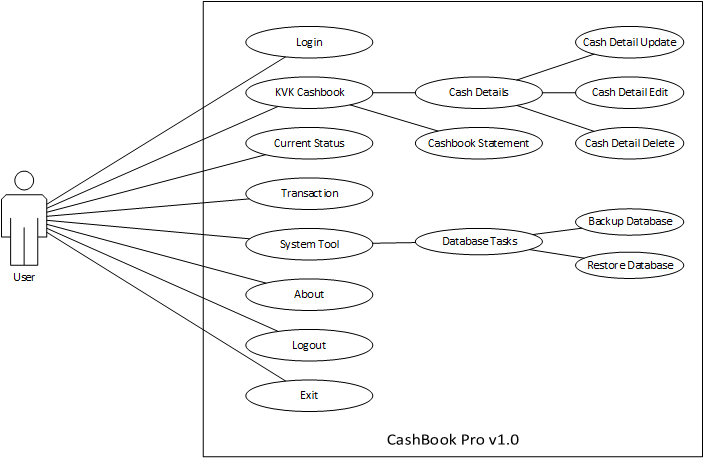 Login
KVK Cashbook
Current Status
Transaction
System Tool
About
Logout
Exit
Cash Details
Cashbook Statement
Database Tasks
Cash Detail Update
Cash Detail Edit
Cash Detail Delete
Backup Database
Restore Database
User
CashBook Pro v1.0